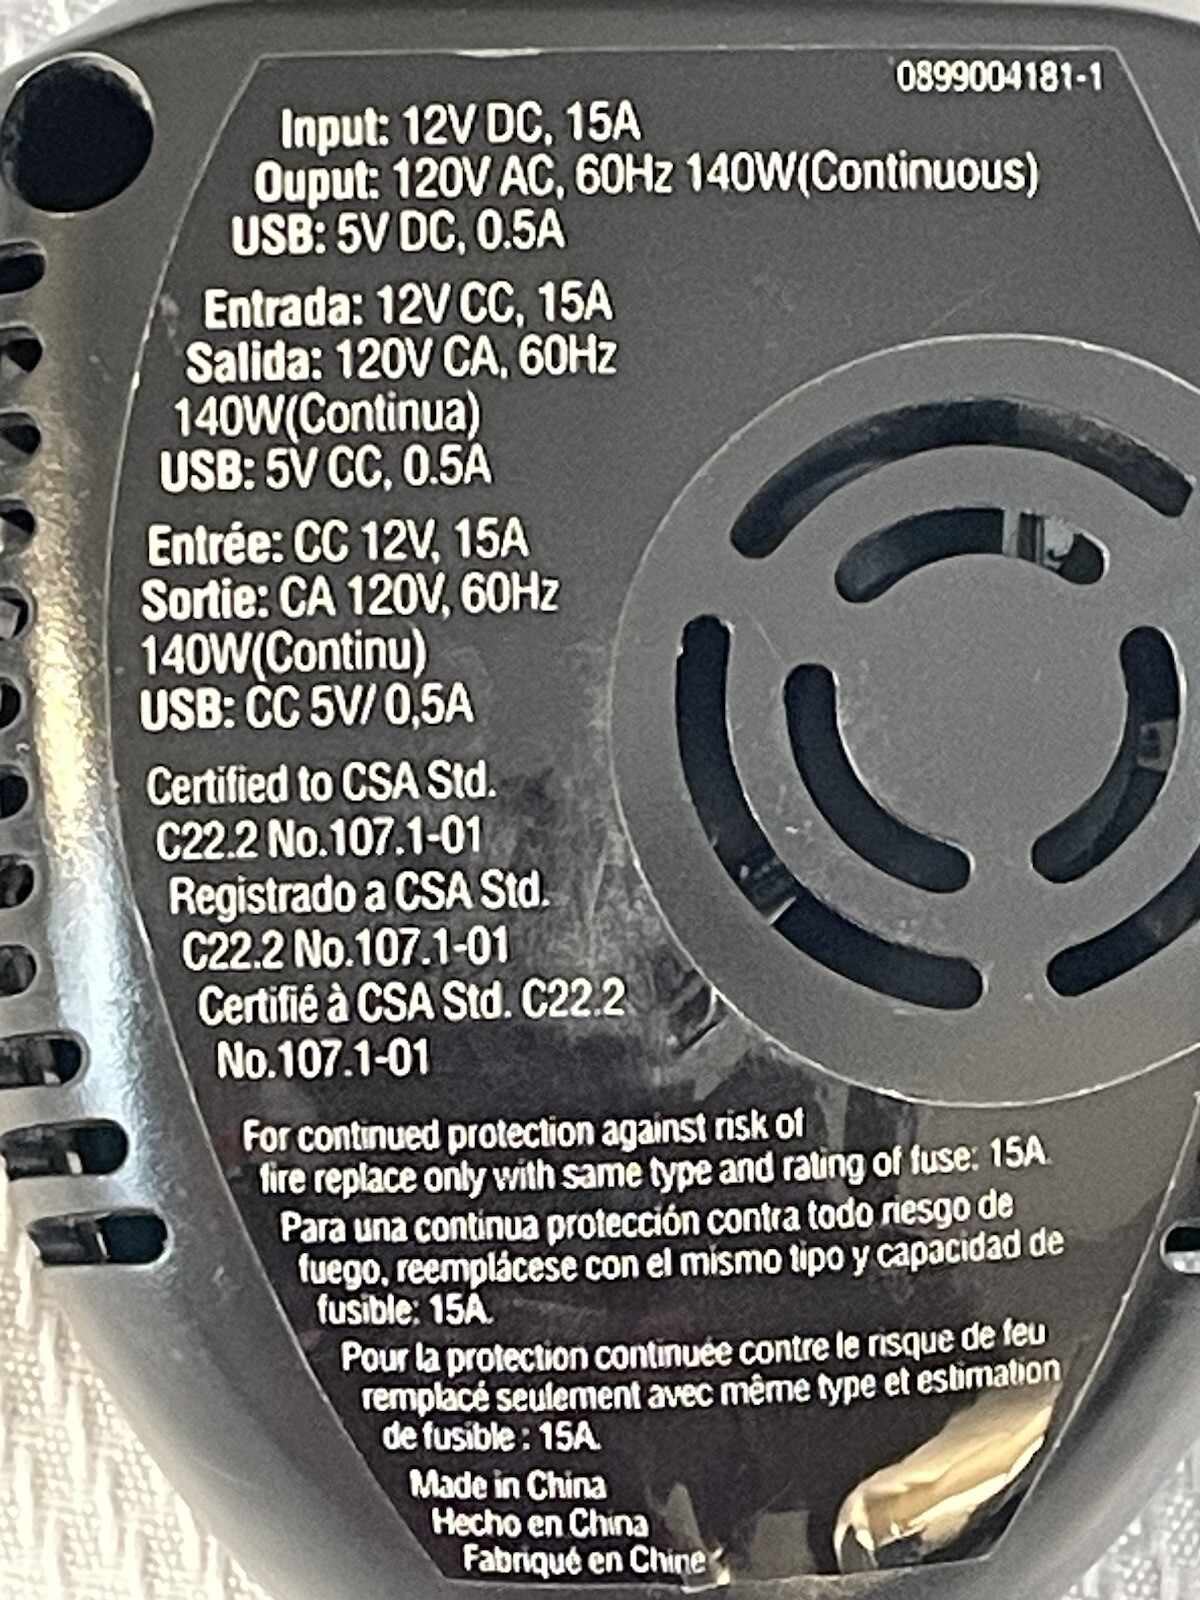 0899004181-1
Input: 12V DC, 15A
Ouput: 120V AC, 60Hz 140W(Continuous)
USB: 5V DC, 0.5A
Entrada: 12V CC, 15A
Salida: 120V CA, 60Hz
140W(Continua)
USB: 5V CC, 0.5A
Entrée: CC 12V, 15A
Sortie: CA 120V, 60Hz
140W(Continu)
USB: CC 5V/ 0,5A
Certified to CSA Std.
C22.2 No.107.1-01
Registrado a CSA Std.
C22.2 No.107.1-01
Certifié à CSA Std. C22.2
No.107.1-01
For continued protection against risk of
fire replace only with same type and rating of fuse: 15A.
Para una continua protección contra todo riesgo de
fuego, reemplácese con el mismo tipo y capacidad de
fusible: 15A.
Pour la protection continuée contre le risque de feu
remplacé seulement avec même type et estimation
de fusible : 15A.
Made in China
Hecho en China
Fabriqué en Chine